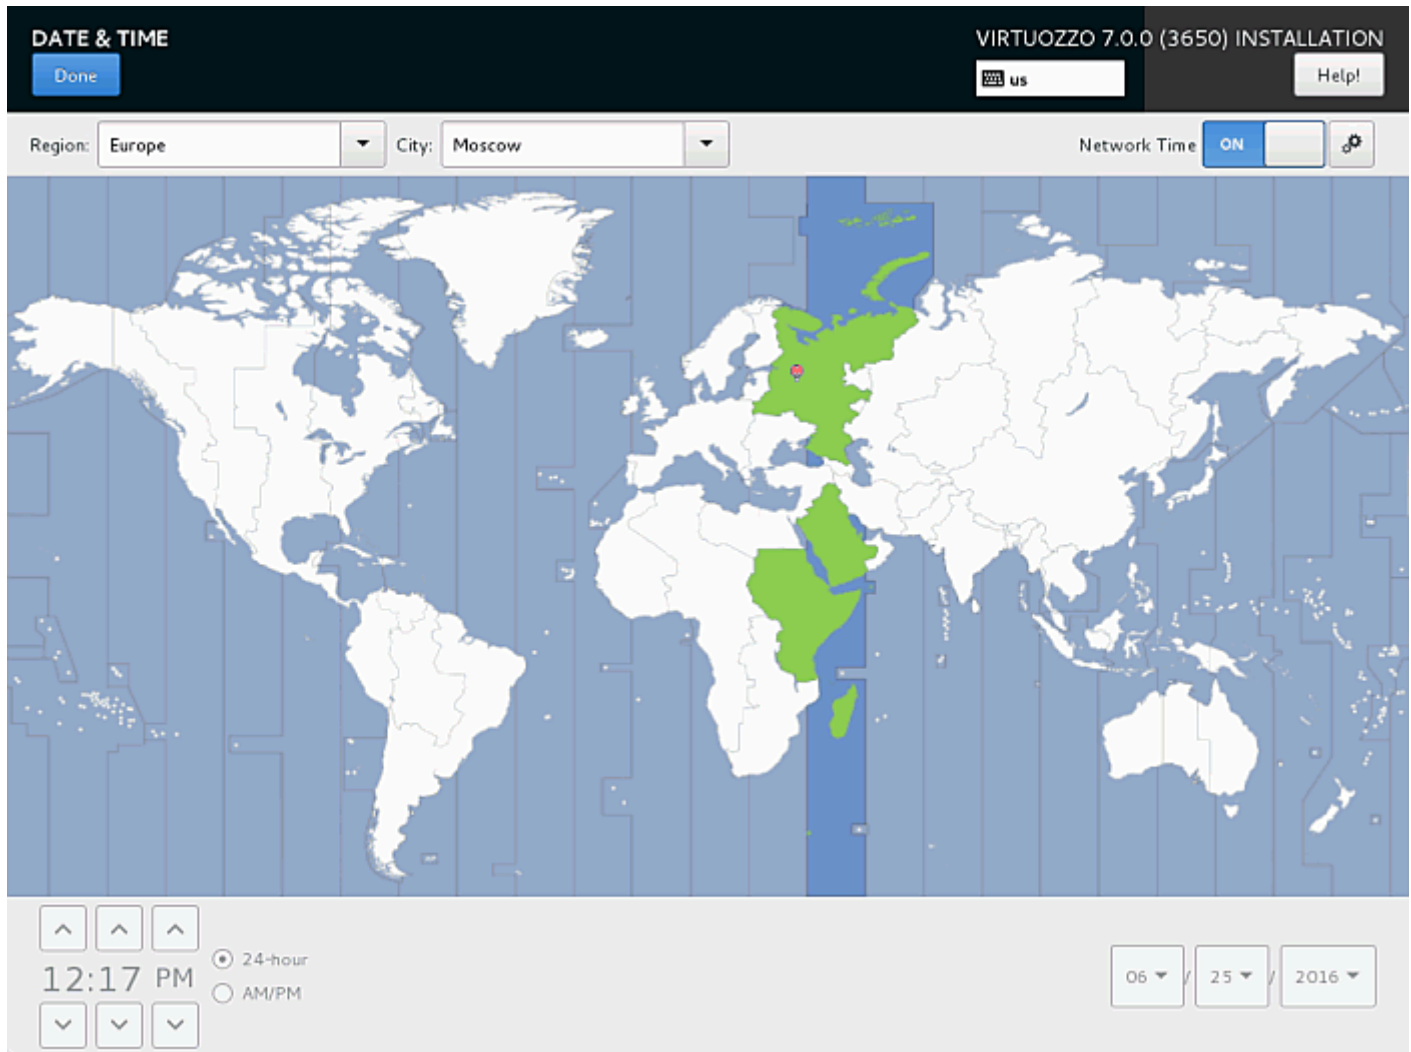 DATE & TIME
VIRTUOZZO 7.0.0 (3650) INSTALLATION
Done
us
Help!
Region: Europe City: Moscow Network Time ON
12:17 PM
24-hour
AM/PM
06 / 25 / 2016